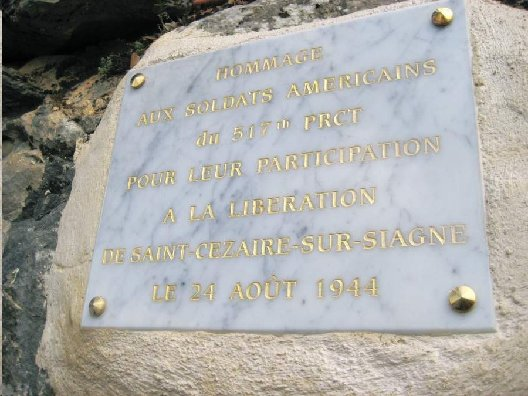 HOMMAGE
AUX SOLDATS AMERICAINS
du 517th PRCT
POUR LEUR PARTICIPATION
A LA LIBERATION
DE SAINT-CEZAIRE-SUR-SIAGNE
LE 24 AOÛT 1944